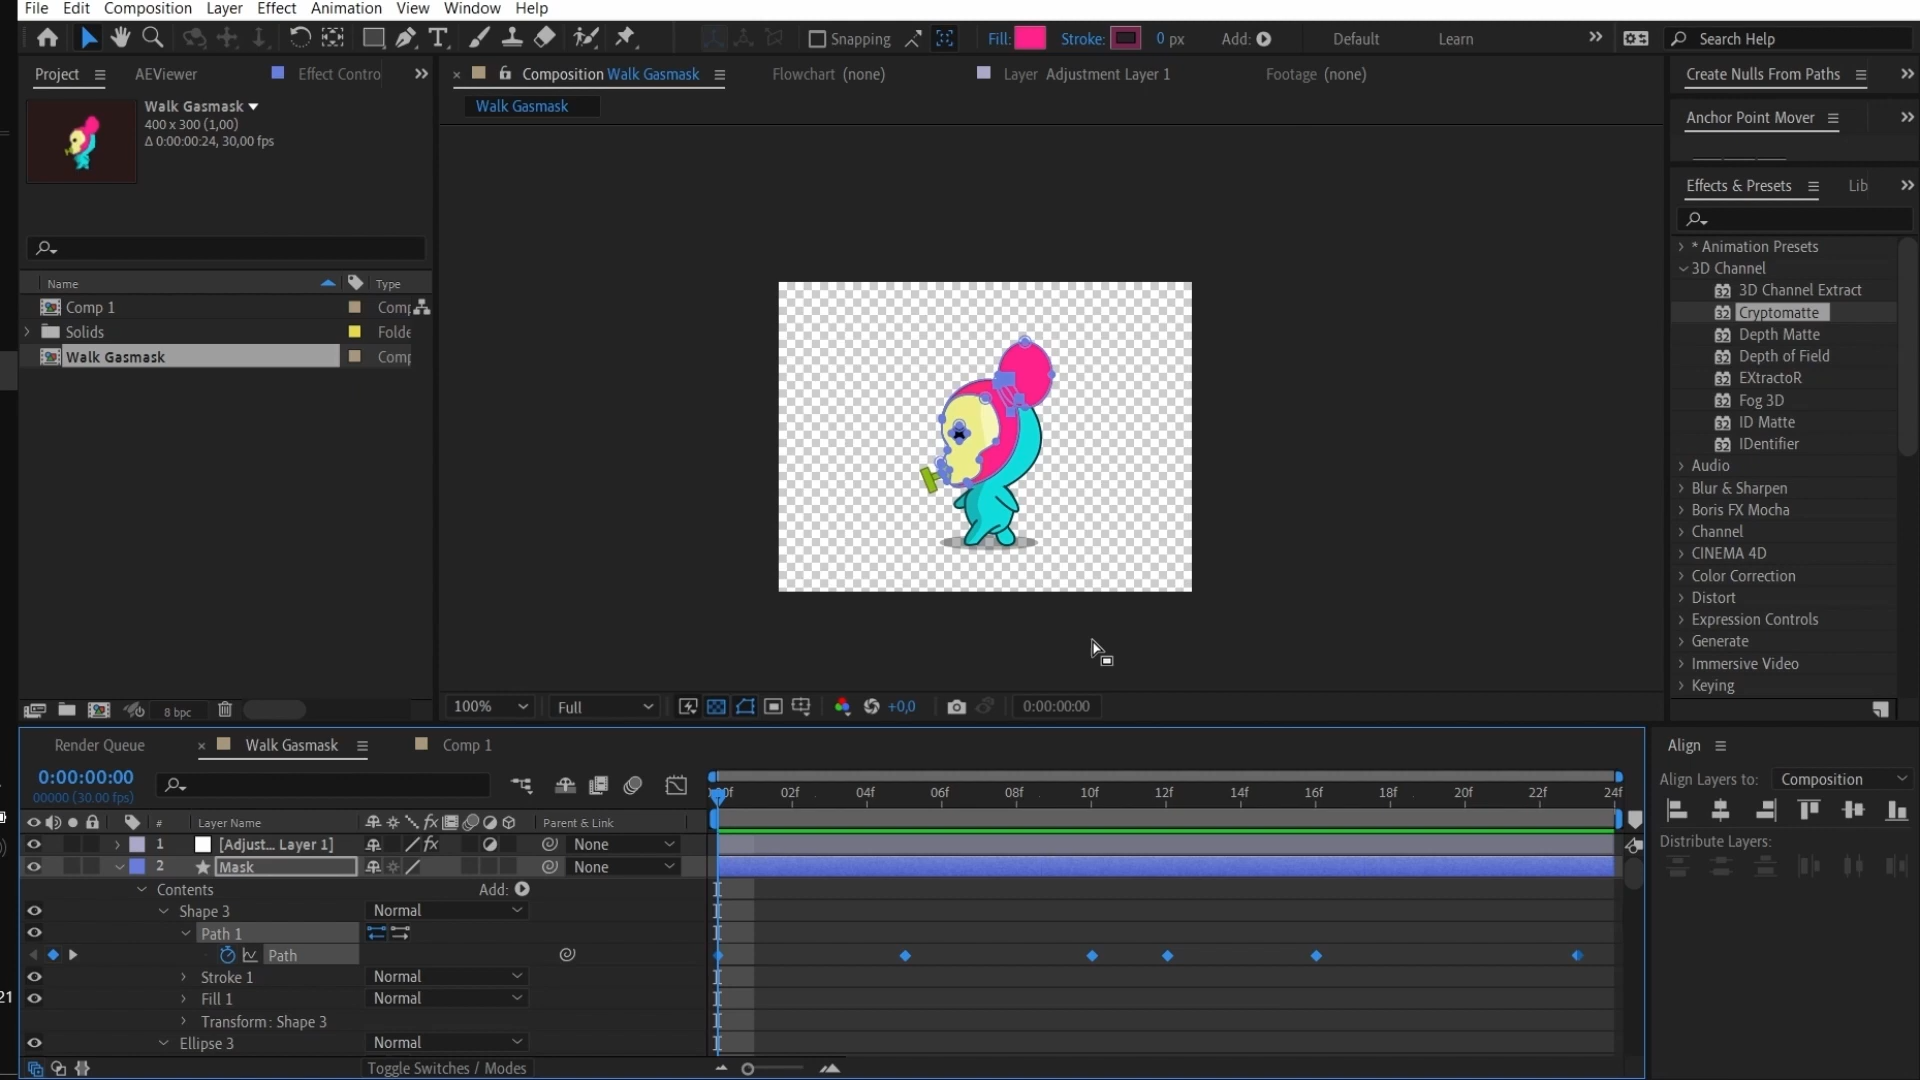 File Edit Composition Layer Effect Animation View Window Help
Snapping Fill: Stroke: 0 px Add: Default Learn Search Help
Project AEViewer Effect Contro
Composition Walk Gasmask Flowchart (none) Layer Adjustment Layer 1 Footage (none)
Walk Gasmask
Walk Gasmask
400 x 300 (1,00)
Δ 0:00:00:24, 30,00 fps
Name Type
Comp 1 Comp
Solids Folde
Walk Gasmask Comp
8 bpc
100% Full +0,0 0:00:00:00
Create Nulls From Paths
Anchor Point Mover
Effects & Presets Lib
* Animation Presets
3D Channel
3D Channel Extract
Cryptomatte
Depth Matte
Depth of Field
EXtractoR
Fog 3D
ID Matte
IDentifier
Audio
Blur & Sharpen
Boris FX Mocha
Channel
CINEMA 4D
Color Correction
Distort
Expression Controls
Generate
Immersive Video
Keying
Render Queue Walk Gasmask Comp 1
0:00:00:00
00000 (30.00 fps)
02f 04f 06f 08f 10f 12f 14f 16f 18f 20f 22f 24f
# Layer Name fx Parent & Link
1 [Adjust... Layer 1] fx None
2 Mask None
Contents Add:
Shape 3 Normal
Path 1
Path
Stroke 1 Normal
Fill 1 Normal
Transform: Shape 3
Ellipse 3 Normal
Toggle Switches / Modes
21
Align
Align Layers to: Composition
Distribute Layers: